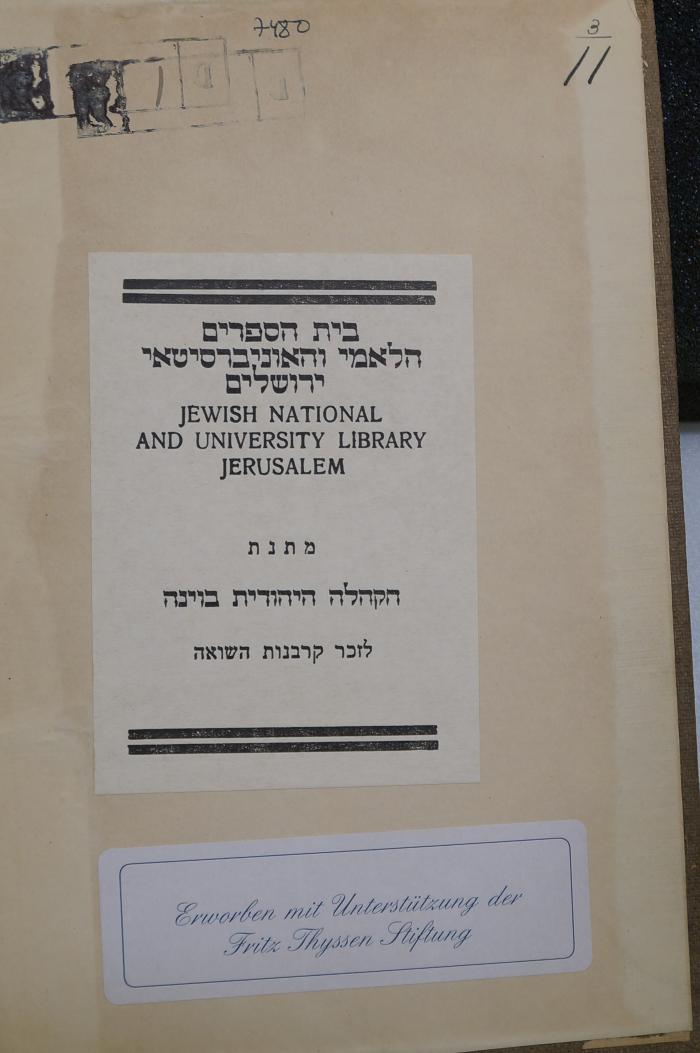 7480
3
11
בית הספרים
הלאמי והאוניברסיטאי
ירושלים
JEWISH NATIONAL
AND UNIVERSITY LIBRARY
JERUSALEM
מתנת
הקהלה היהודית בוינה
לזכר קרבנות השואה
Erworben mit Unterstützung der
Fritz Thyssen Stiftung